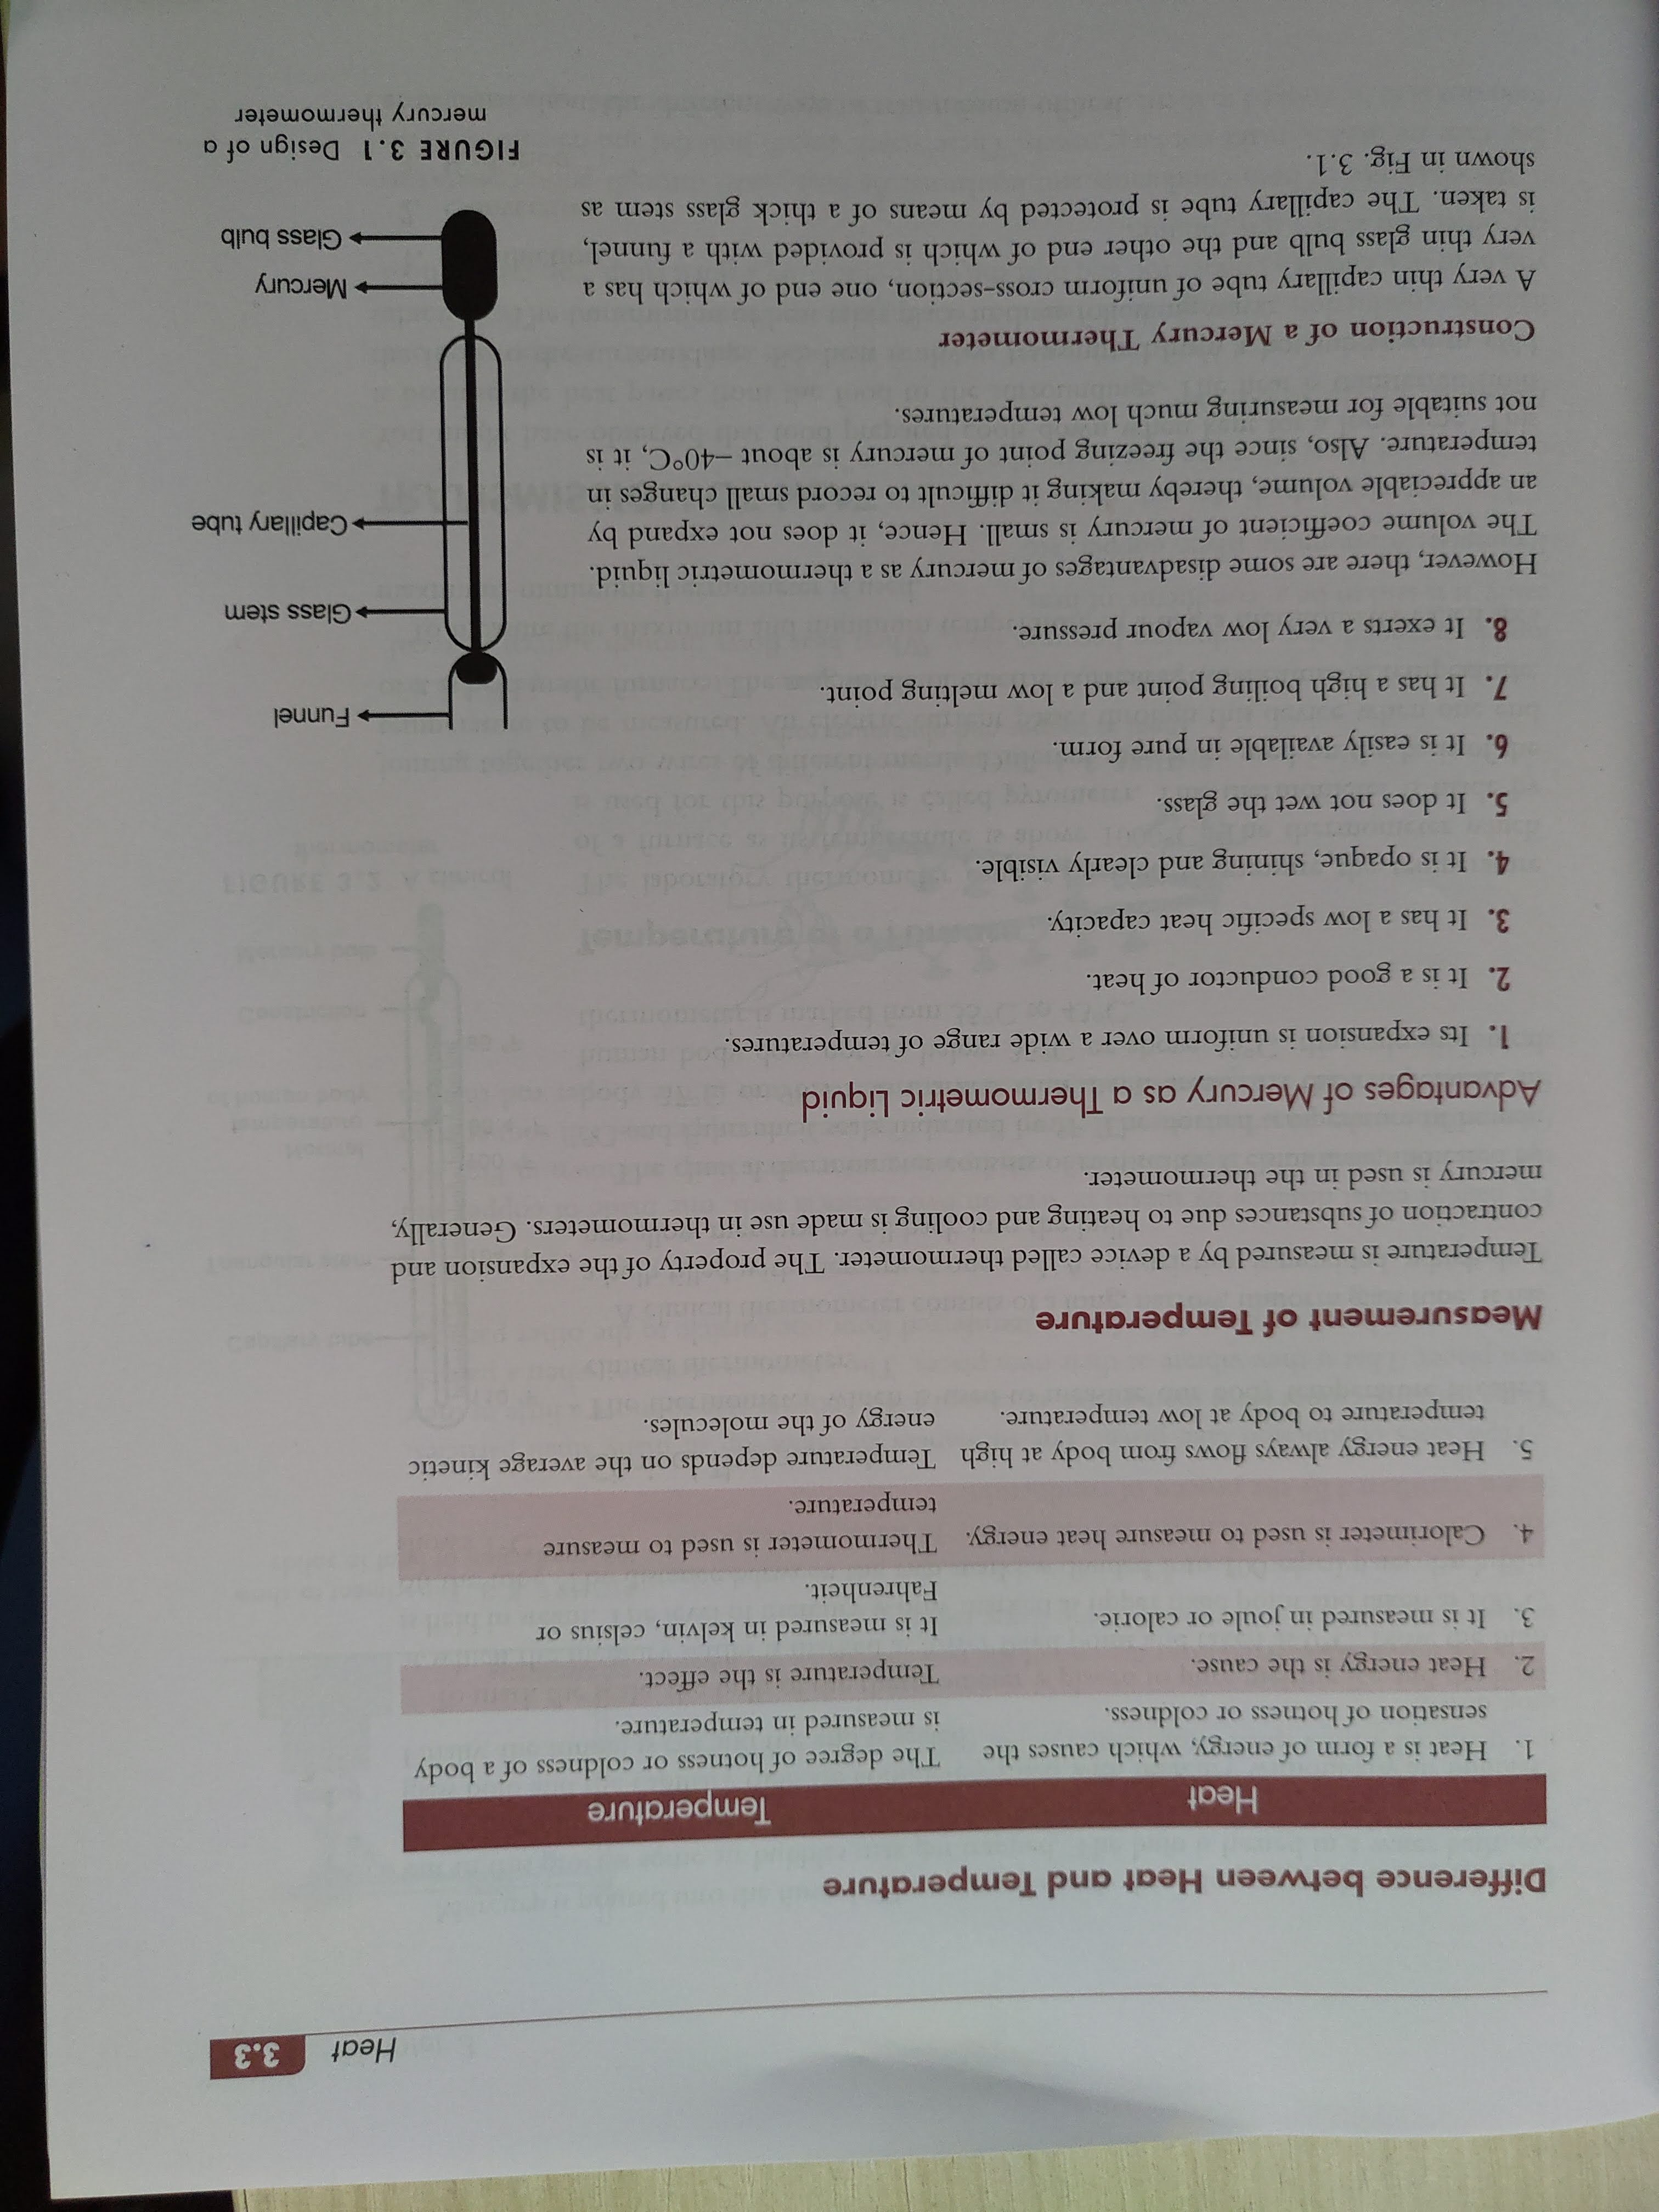 Heat 3.3
Difference between Heat and Temperature
Heat Temperature
1. Heat is a form of energy, which causes the
sensation of hotness or coldness.
The degree of hotness or coldness of a body
is measured in temperature.
2. Heat energy is the cause.
Temperature is the effect.
3. It is measured in joule or calorie.
It is measured in kelvin, celsius or
Fahrenheit.
4. Calorimeter is used to measure heat energy.
Thermometer is used to measure
temperature.
5. Heat energy always flows from body at high
temperature to body at low temperature.
Temperature depends on the average kinetic
energy of the molecules.
Measurement of Temperature
Temperature is measured by a device called thermometer. The property of the expansion and
contraction of substances due to heating and cooling is made use in thermometers. Generally,
mercury is used in the thermometer.
Advantages of Mercury as a Thermometric Liquid
1. Its expansion is uniform over a wide range of temperatures.
2. It is a good conductor of heat.
3. It has a low specific heat capacity.
4. It is opaque, shining and clearly visible.
5. It does not wet the glass.
6. It is easily available in pure form.
7. It has a high boiling point and a low melting point.
8. It exerts a very low vapour pressure.
However, there are some disadvantages of mercury as a thermometric liquid.
The volume coefficient of mercury is small. Hence, it does not expand by
an appreciable volume, thereby making it difficult to record small changes in
temperature. Also, since the freezing point of mercury is about –40°C, it is
not suitable for measuring much low temperatures.
Construction of a Mercury Thermometer
A very thin capillary tube of uniform cross-section, one end of which has a
very thin glass bulb and the other end of which is provided with a funnel,
is taken. The capillary tube is protected by means of a thick glass stem as
shown in Fig. 3.1.
Funnel
Glass stem
Capillary tube
Mercury
Glass bulb
FIGURE 3.1 Design of a
mercury thermometer